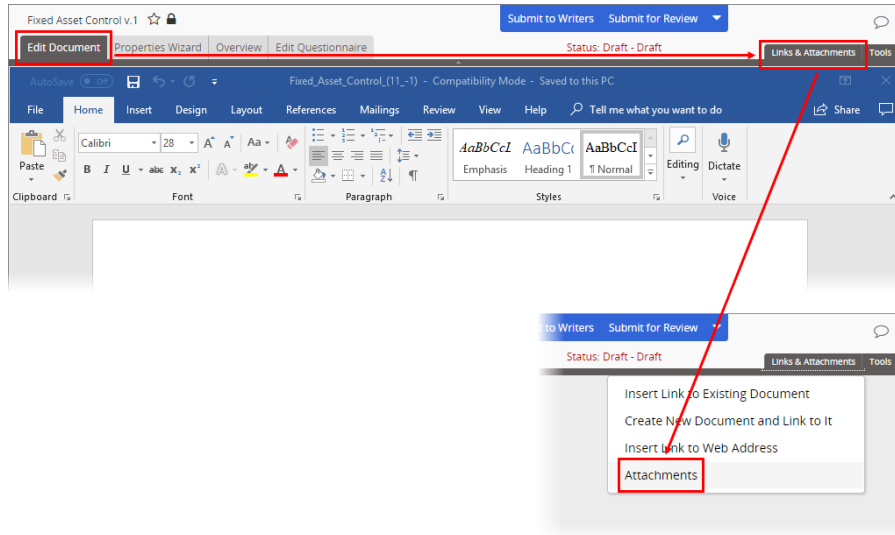 Fixed Asset Control v.1
Submit to Writers Submit for Review
Edit Document Properties Wizard Overview Edit Questionnaire
Status: Draft - Draft
Links & Attachments Tools
AutoSave Off
Fixed_Asset_Control_(11_-1) - Compatibility Mode - Saved to this PC
File Home Insert Design Layout References Mailings Review View Help Tell me what you want to do Share
Calibri 28 A A Aa
Paste
B I U abc X₂ X² A aby A
AaBbCcI AaBbCc AaBbCcI
Emphasis Heading 1 ¶ Normal
Editing Dictate
Clipboard Font Paragraph Styles Voice
to Writers Submit for Review
Status: Draft - Draft
Links & Attachments Tools
Insert Link to Existing Document
Create New Document and Link to It
Insert Link to Web Address
Attachments